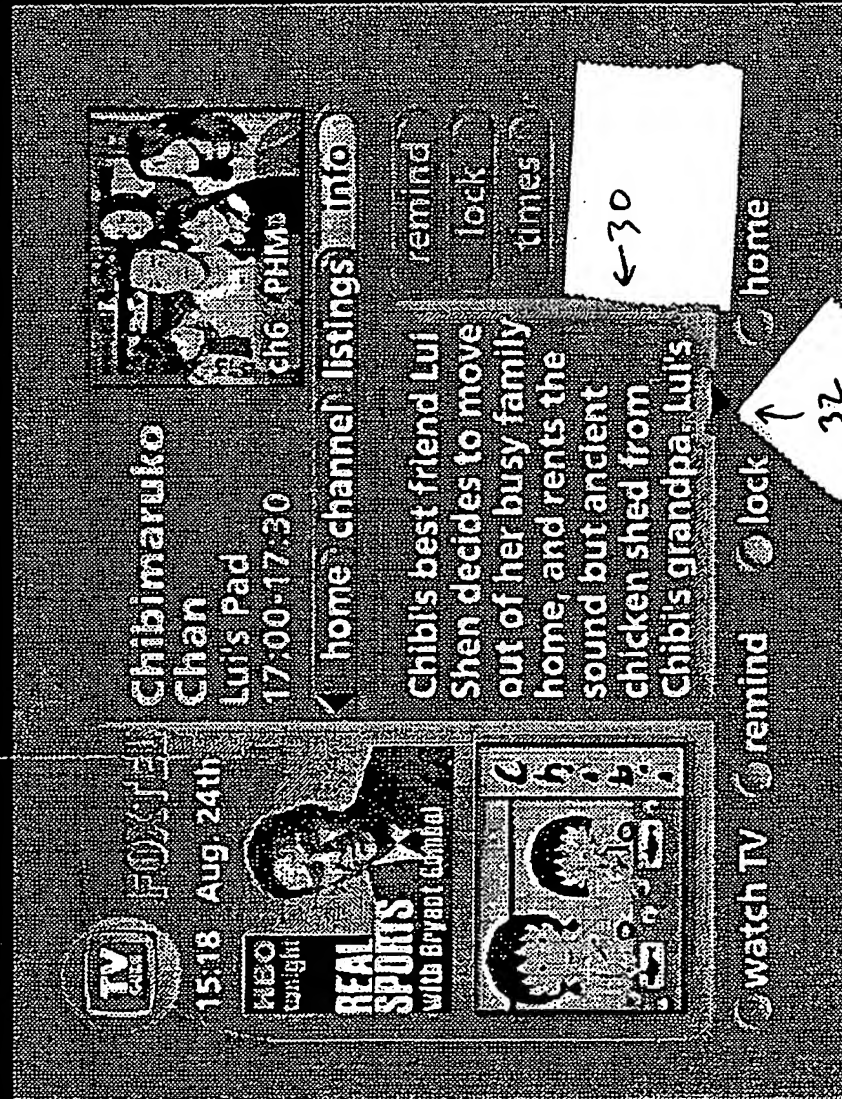 TV
FOXTEL
15:18 Aug. 24th
HBO
tonight
REAL
SPORTS
with Bryant Gumbel
Chibimaruko
Chan
Lui's Pad
17:00-17:30
ch6
home channel listings info
Chibi's best friend Lui
Shen decides to move
out of her busy family
home, and rents the
sound but ancient
chicken shed from
Chibi's grandpa. Lui's
remind
lock
times
←30
32
watch TV remind lock home